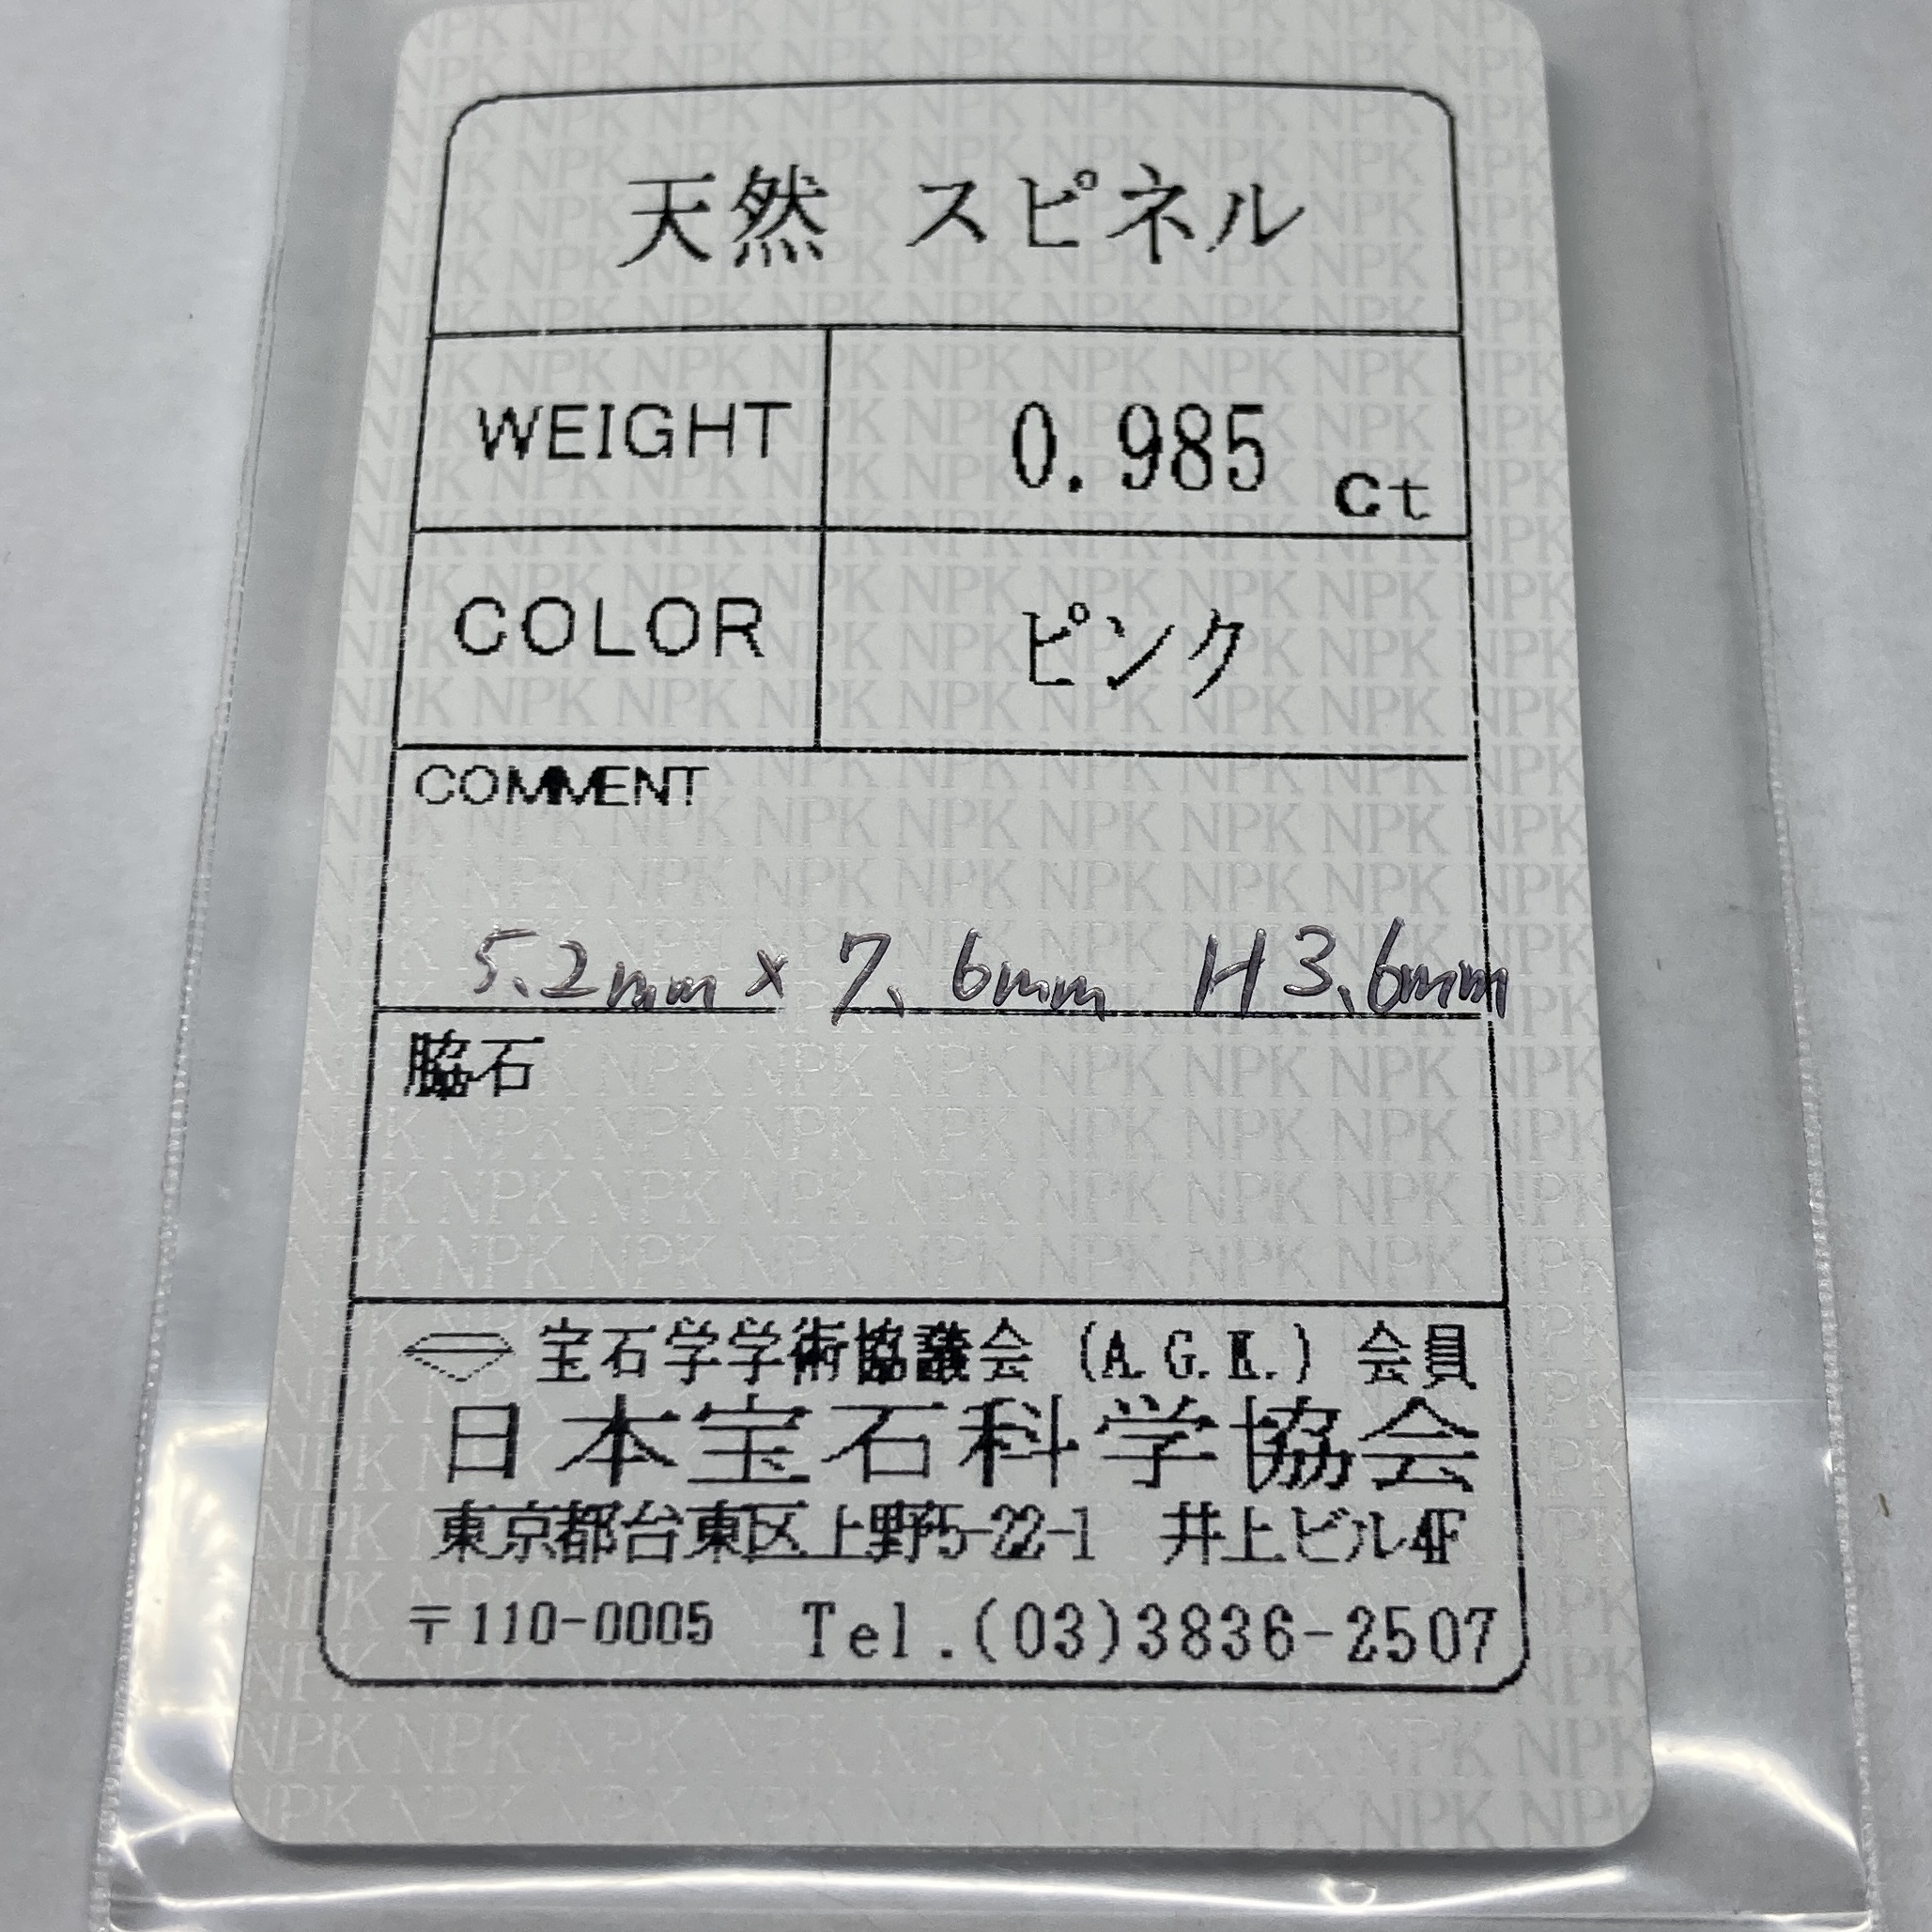 天然 スピネル
WEIGHT 0.985 ct
COLOR ピンク
COMMENT
5.2mm x 7.6mm H3.6mm
脇石
宝石学学術協議会 (A.G.K.) 会員
日本宝石科学協会
東京都台東区上野5-22-1 井上ビル4F
〒110-0005 Tel.(03)3836-2507